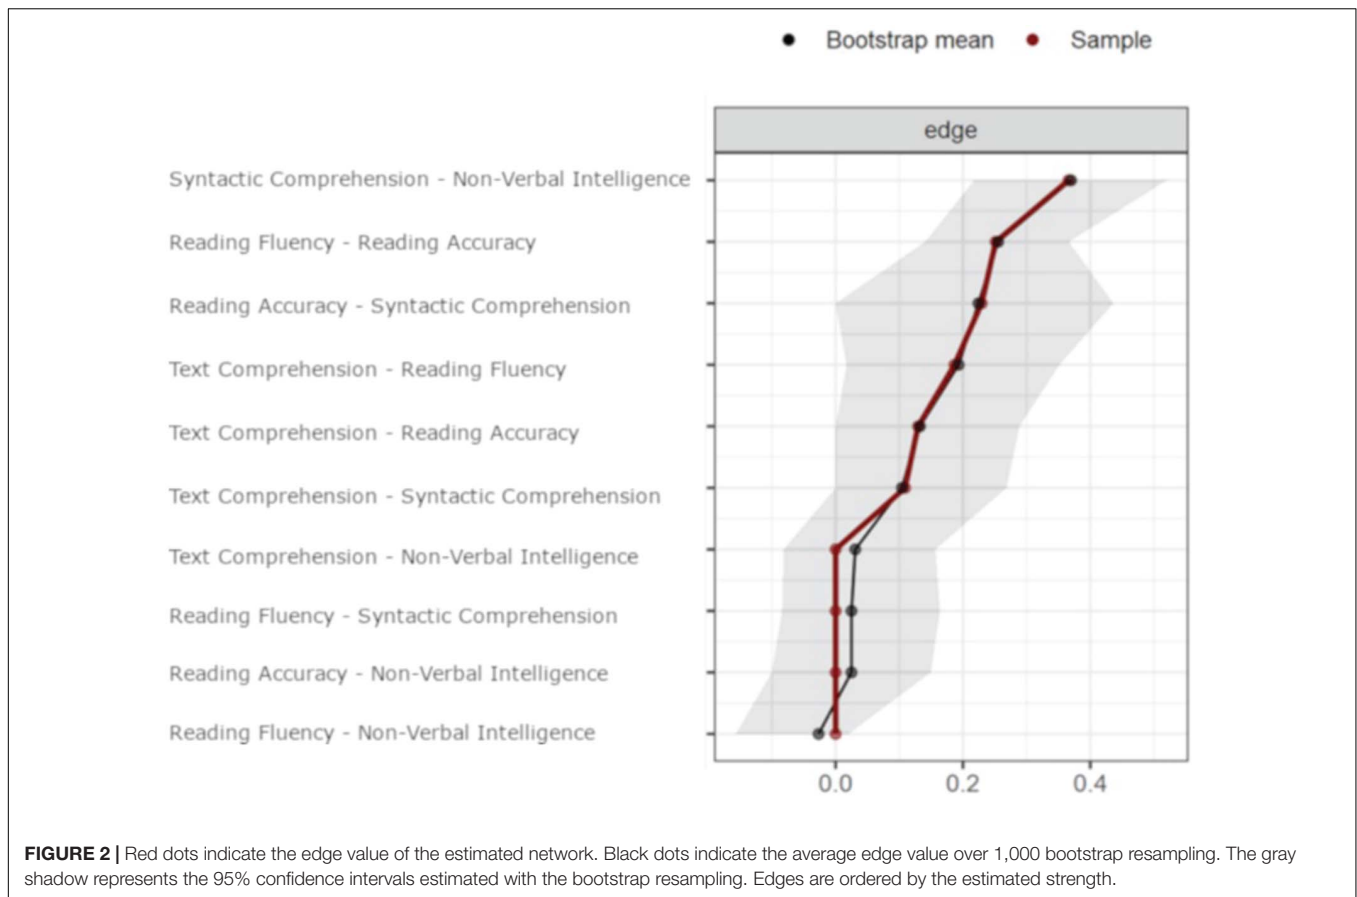 Bootstrap mean Sample
edge
Syntactic Comprehension - Non-Verbal Intelligence
Reading Fluency - Reading Accuracy
Reading Accuracy - Syntactic Comprehension
Text Comprehension - Reading Fluency
Text Comprehension - Reading Accuracy
Text Comprehension - Syntactic Comprehension
Text Comprehension - Non-Verbal Intelligence
Reading Fluency - Syntactic Comprehension
Reading Accuracy - Non-Verbal Intelligence
Reading Fluency - Non-Verbal Intelligence
0.0 0.2 0.4
FIGURE 2 | Red dots indicate the edge value of the estimated network. Black dots indicate the average edge value over 1,000 bootstrap resampling. The gray
shadow represents the 95% confidence intervals estimated with the bootstrap resampling. Edges are ordered by the estimated strength.